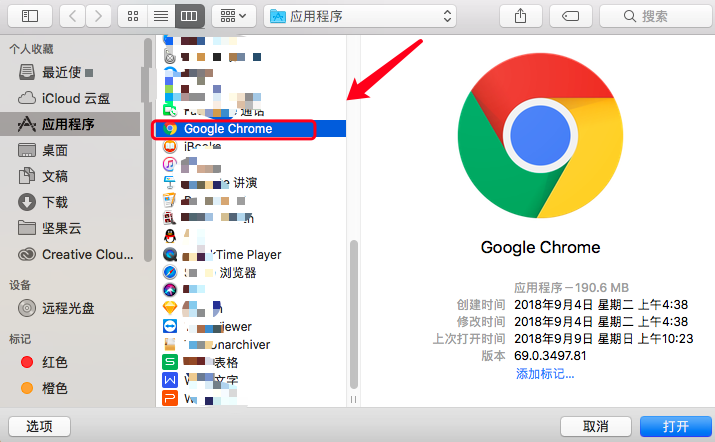 应用程序
搜索
个人收藏
最近使
iCloud 云盘
应用程序
桌面
文稿
下载
坚果云
Creative Clou...
设备
远程光盘
标记
红色
橙色
通话
Google Chrome
讲演
Time Player
浏览器
viewer
narchiver
表格
文字
Google Chrome
应用程序－190.6 MB
创建时间 2018年9月4日 星期二 上午4:38
修改时间 2018年9月4日 星期二 上午4:38
上次打开时间 2018年9月9日 星期日 上午10:23
版本 69.0.3497.81
添加标记...
选项
取消
打开